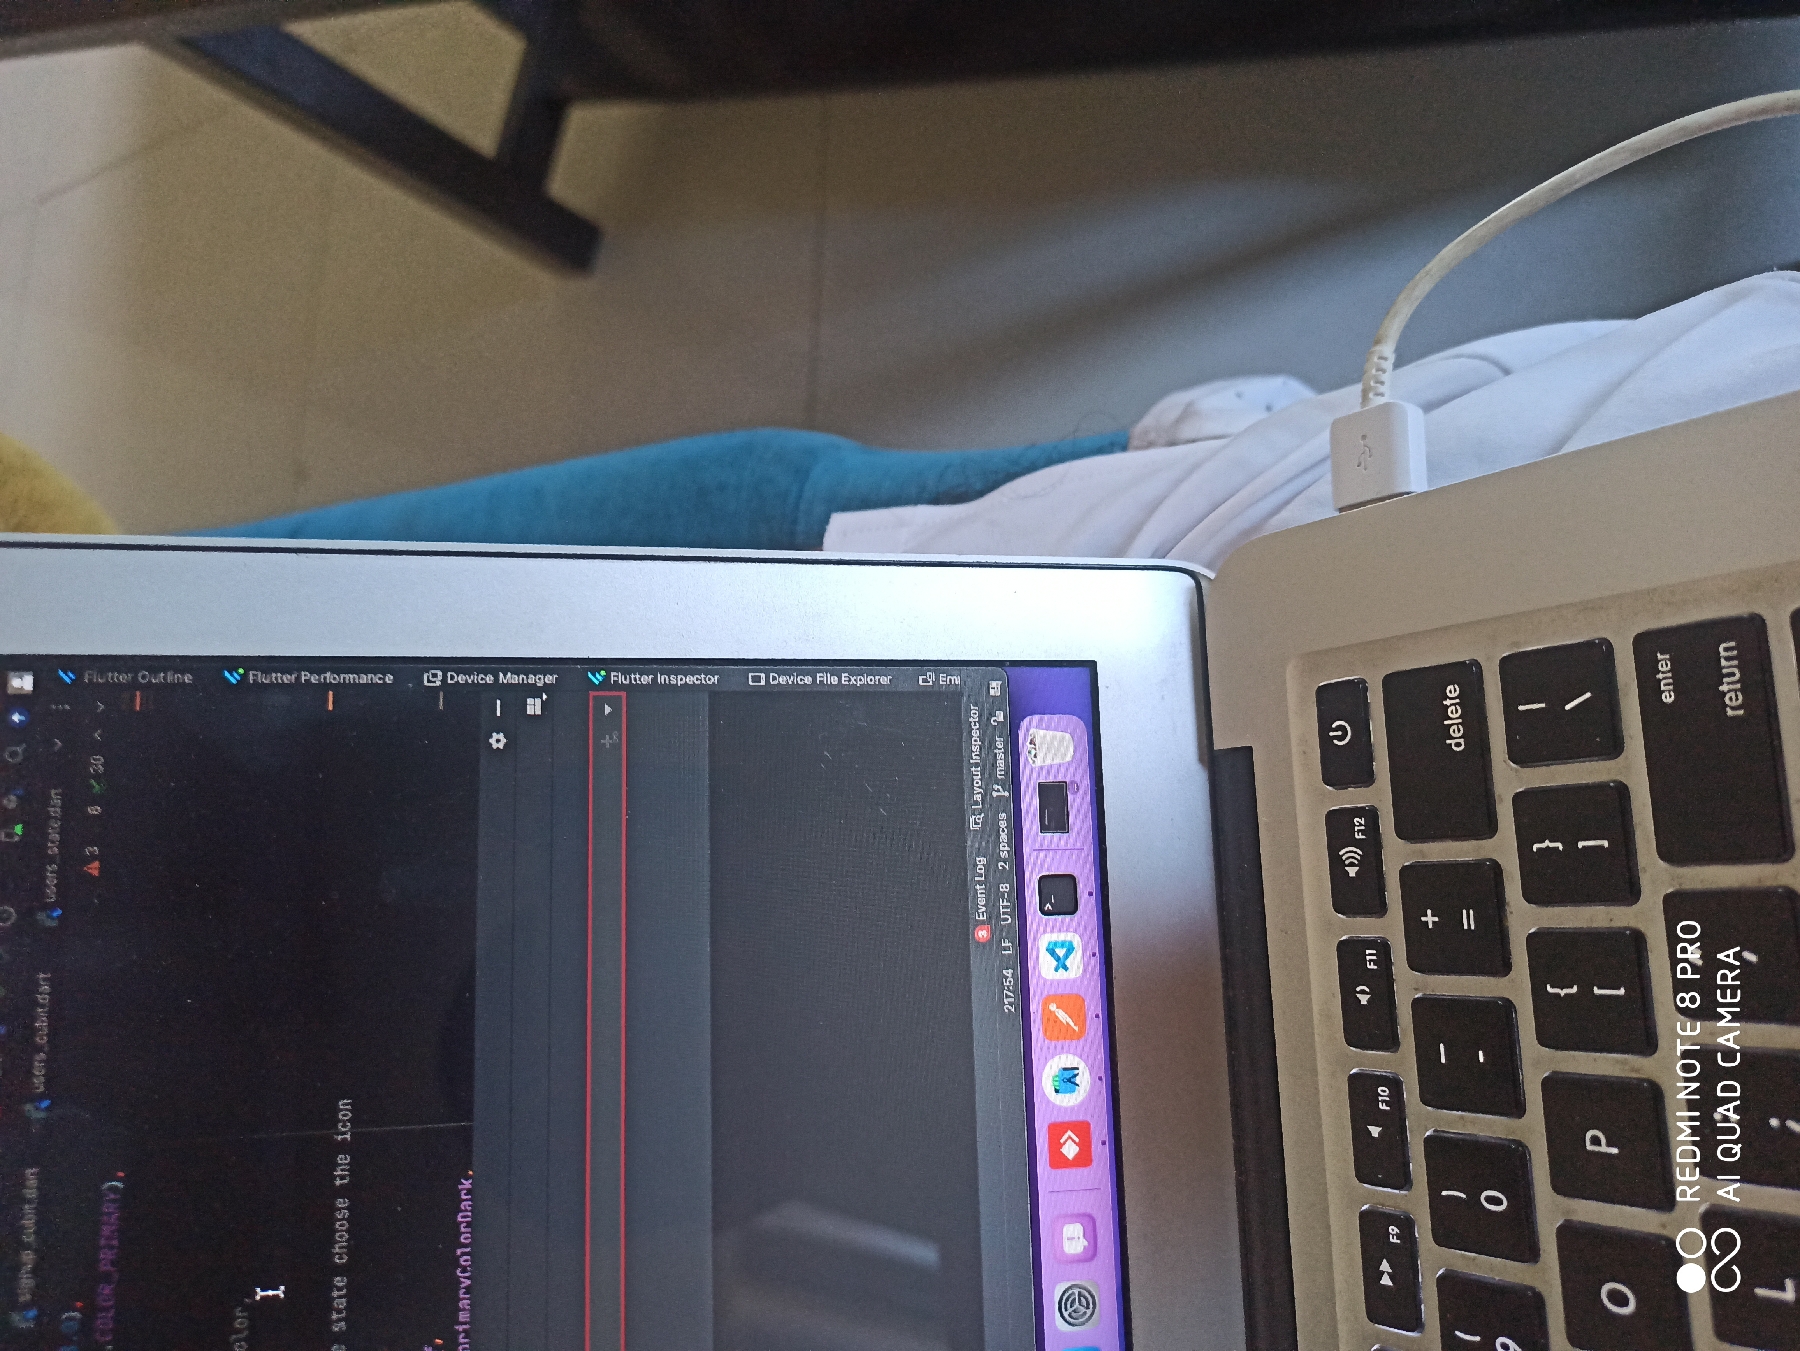 signup_cubit.dart
users_cubit.dart
users_state.dart
),
3 6 30
.COLOR_PRIMARY),
olor,
state choose the icon
primaryColorDark,
Flutter Outline
Flutter Performance
Device Manager
Flutter Inspector
Device File Explorer
Em
3 Event Log Layout Inspector
217:54 LF UTF-8 2 spaces master
F9 F10 F11 F12
( 9 ) 0 — - + = delete
O P { [ } ] | \
enter
return
L : ; " '
REDMI NOTE 8 PRO
AI QUAD CAMERA